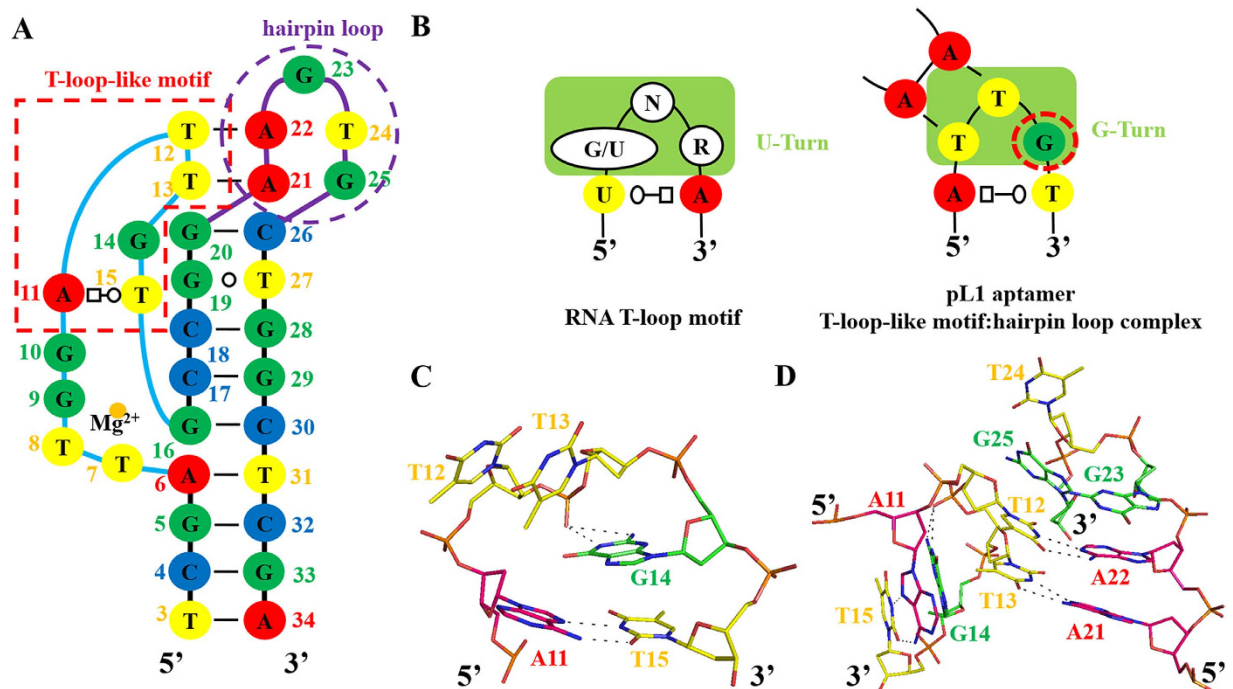 A
hairpin loop
T-loop-like motif
G 23
T A 22 T 24
12
T A 21 G 25
13
14 G G C 26
20
11 A 15 T G T 27
19
10 G C G 28
18
9 G C G 29
Mg2+ 17
8 T G C 30
T 16
7 6 A T 31
5 G C 32
4 C G 33
3 T A 34
5’ 3’
B
N
G/U R
U-Turn
U A
5’ 3’
RNA T-loop motif
A
A T
T G
G-Turn
A T
5’ 3’
pL1 aptamer
T-loop-like motif:hairpin loop complex
C
T12
T13
G14
A11
T15
5’
3’
D
T24
G25
G23
5’
A11
T12
3’
A22
T13
T15
G14
A21
3’
5’